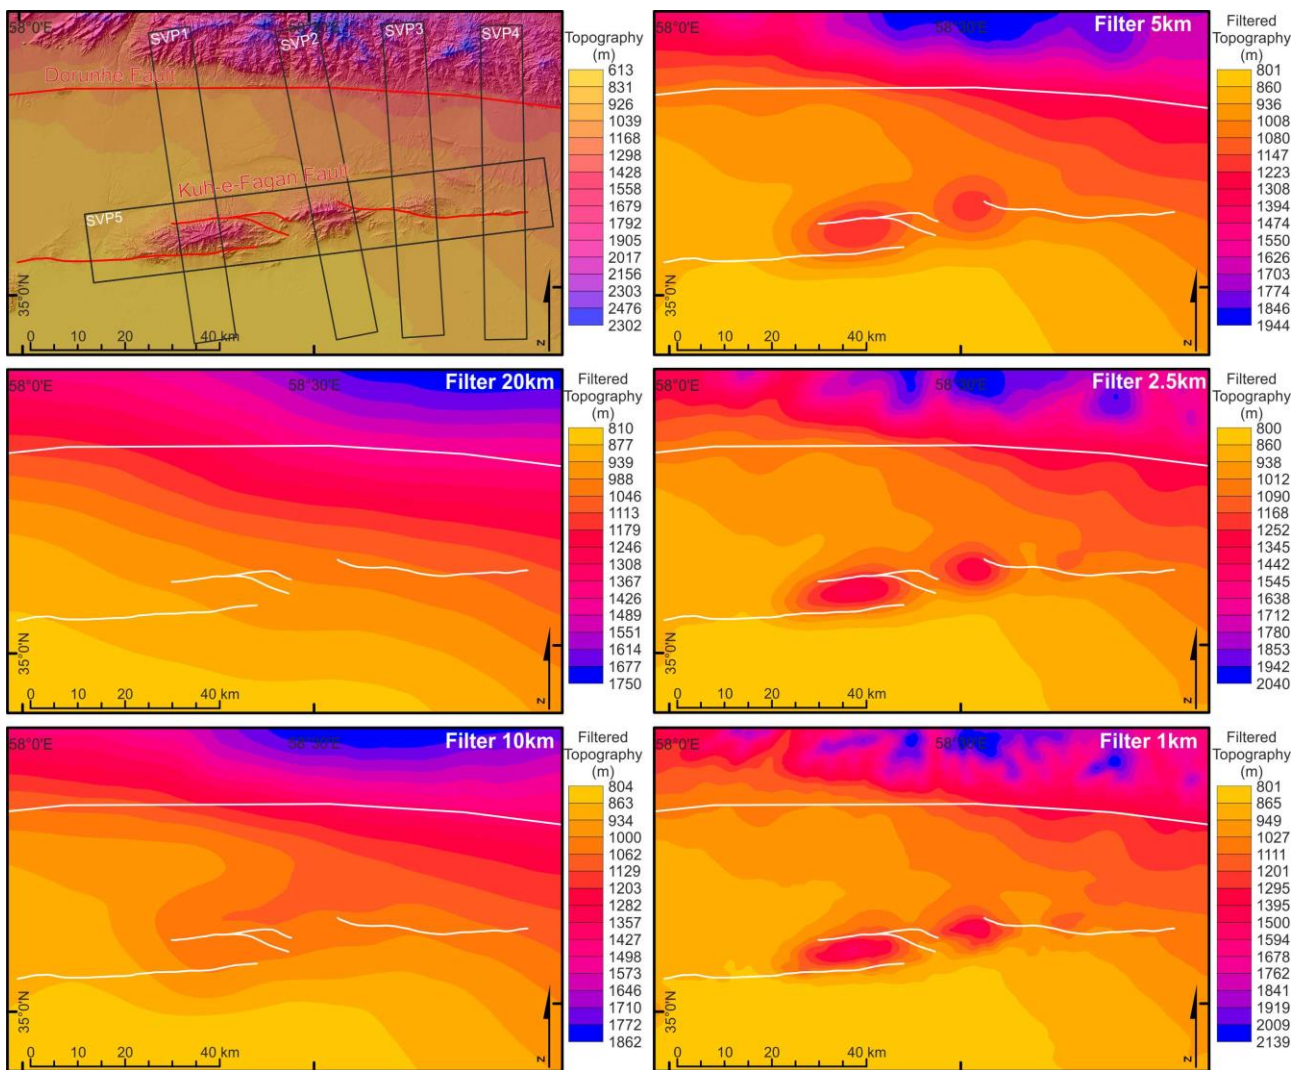 58°0'E
58°30'E
SVP1
SVP2
SVP3
SVP4
Dorunhe Fault
Kuh-e-Fagan Fault
SVP5
35°0'N
0 10 20 40 km
z
Topography
(m)
613
831
926
1039
1168
1298
1428
1558
1679
1792
1905
2017
2156
2303
2476
2302
58°0'E
58°30'E
Filter 5km
35°0'N
0 10 20 40 km
z
Filtered
Topography
(m)
801
860
936
1008
1080
1147
1223
1308
1394
1474
1550
1626
1703
1774
1846
1944
58°0'E
58°30'E
Filter 20km
35°0'N
0 10 20 40 km
z
Filtered
Topography
(m)
810
877
939
988
1046
1113
1179
1246
1308
1367
1426
1489
1551
1614
1677
1750
58°0'E
58°30'E
Filter 2.5km
35°0'N
0 10 20 40 km
z
Filtered
Topography
(m)
800
860
938
1012
1090
1168
1252
1345
1442
1545
1638
1712
1780
1853
1942
2040
58°0'E
58°30'E
Filter 10km
35°0'N
0 10 20 40 km
z
Filtered
Topography
(m)
804
863
934
1000
1062
1129
1203
1282
1357
1427
1498
1573
1646
1710
1772
1862
58°0'E
58°30'E
Filter 1km
35°0'N
0 10 20 40 km
z
Filtered
Topography
(m)
801
865
949
1027
1111
1201
1295
1395
1500
1594
1678
1762
1841
1919
2009
2139